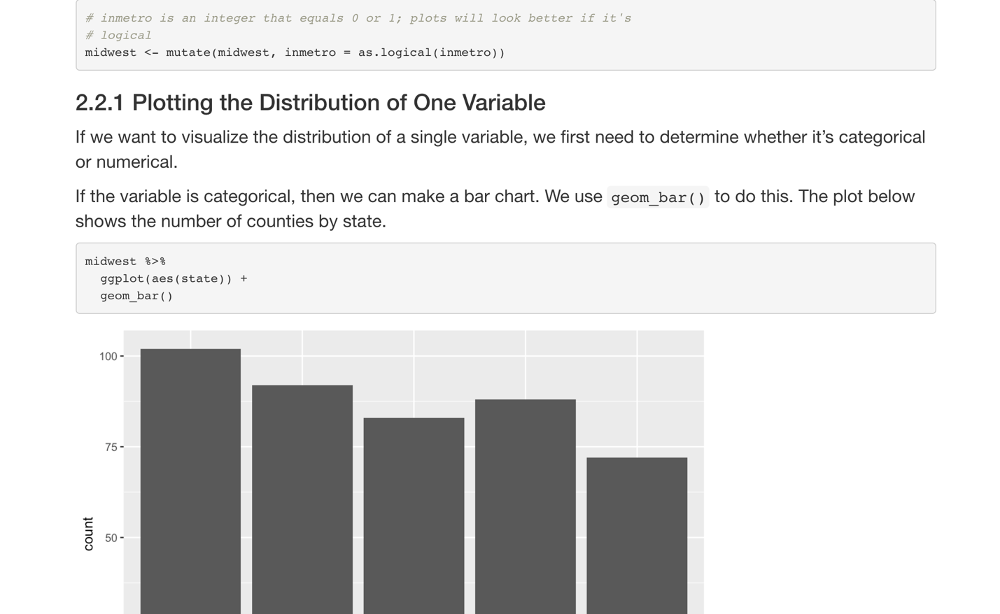 # inmetro is an integer that equals 0 or 1; plots will look better if it's
# logical
midwest <- mutate(midwest, inmetro = as.logical(inmetro))
2.2.1 Plotting the Distribution of One Variable
If we want to visualize the distribution of a single variable, we first need to determine whether it’s categorical
or numerical.
If the variable is categorical, then we can make a bar chart. We use geom_bar() to do this. The plot below
shows the number of counties by state.
midwest %>%
  ggplot(aes(state)) +
  geom_bar()
100
75
50
count